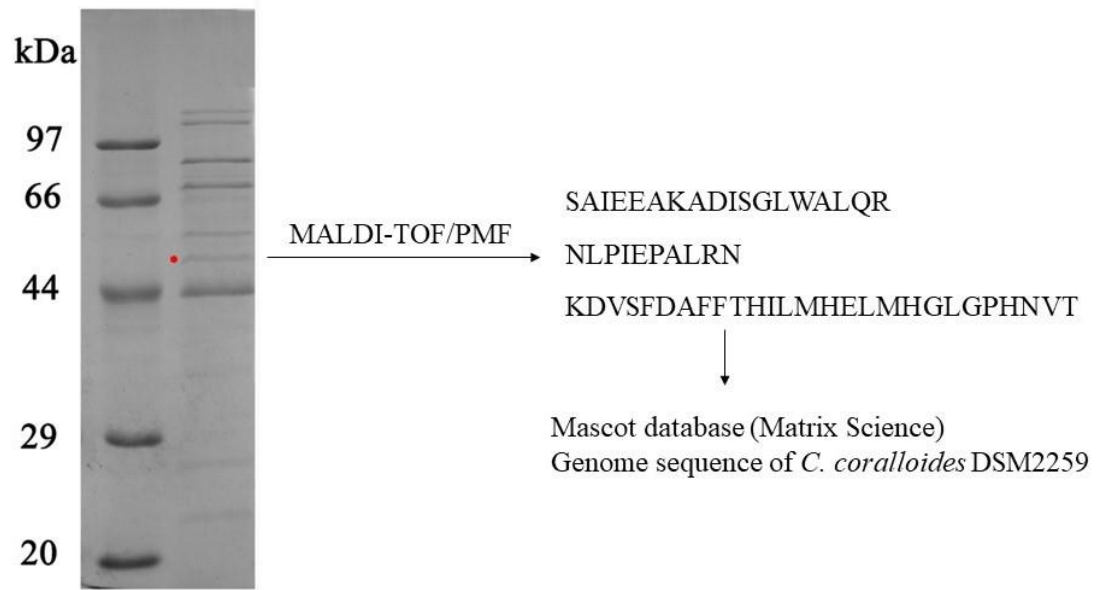 kDa
97
66
44
29
20
MALDI-TOF/PMF
SAIEEAKADISGLWALQR
NLPIEPALRN
KDVSFDAFFTHILMHELMHGLGPHNVT
Mascot database (Matrix Science)
Genome sequence of C. coralloides DSM2259